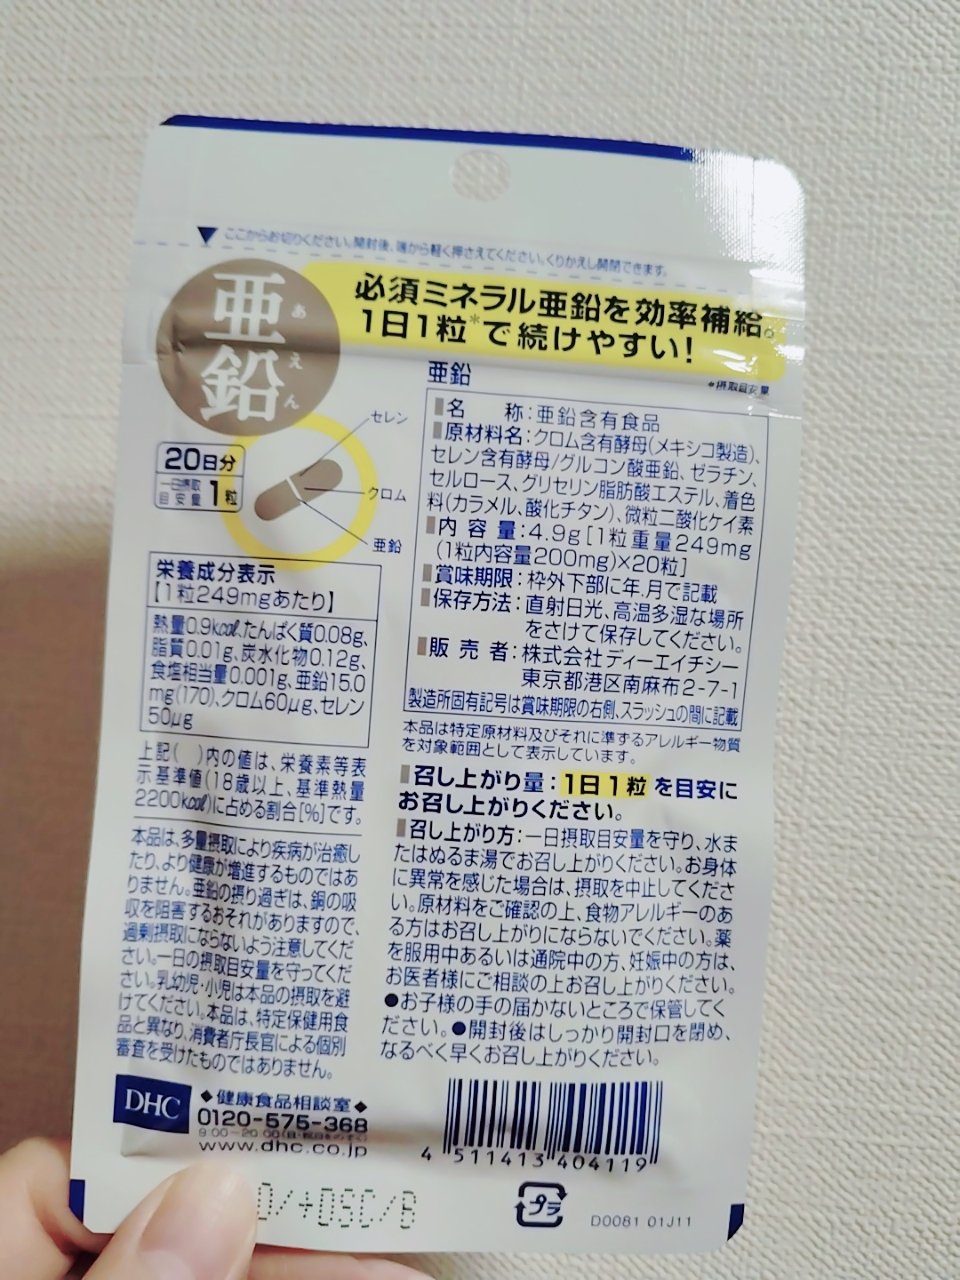 ここからお切りください。開封後、端から軽く押さえてください。くりかえし開閉できます。
亜鉛
あえん
必須ミネラル亜鉛を効率補給。
1日1粒*で続けやすい!
*摂取目安量
20日分
一日摂取目安量 1粒
セレン
クロム
亜鉛
栄養成分表示
【1粒249mgあたり】
熱量0.9kcal、たんぱく質0.08g、
脂質0.01g、炭水化物0.12g、
食塩相当量0.001g、亜鉛15.0
mg(170)、クロム60μg、セレン
50μg
上記( )内の値は、栄養素等表
示基準値(18歳以上、基準熱量
2200kcal)に占める割合[%]です。
本品は、多量摂取により疾病が治癒し
たり、より健康が増進するものではあ
りません。亜鉛の摂り過ぎは、銅の吸
収を阻害するおそれがありますので、
過剰摂取にならないよう注意してくだ
さい。一日の摂取目安量を守ってくだ
さい。乳幼児・小児は本品の摂取を避
けてください。本品は、特定保健用食
品と異なり、消費者庁長官による個別
審査を受けたものではありません。
亜鉛
名 称:亜鉛含有食品
原材料名:クロム含有酵母(メキシコ製造)、
セレン含有酵母/グルコン酸亜鉛、ゼラチン、
セルロース、グリセリン脂肪酸エステル、着色
料(カラメル、酸化チタン)、微粒二酸化ケイ素
内容量:4.9g[1粒重量249mg
(1粒内容量200mg)×20粒]
賞味期限:枠外下部に年.月で記載
保存方法:直射日光、高温多湿な場所
をさけて保存してください。
販売者:株式会社ディーエイチシー
東京都港区南麻布2-7-1
製造所固有記号は賞味期限の右側、スラッシュの間に記載
本品は特定原材料及びそれに準ずるアレルギー物質
を対象範囲として表示しています。
召し上がり量:1日1粒を目安に
お召し上がりください。
召し上がり方:一日摂取目安量を守り、水ま
たはぬるま湯でお召し上がりください。お身体
に異常を感じた場合は、摂取を中止してくださ
い。原材料をご確認の上、食物アレルギーのあ
る方はお召し上がりにならないでください。薬
を服用中あるいは通院中の方、妊娠中の方は、
お医者様にご相談の上お召し上がりください。
●お子様の手の届かないところで保管してく
ださい。●開封後はしっかり開封口を閉め、
なるべく早くお召し上がりください。
DHC
◆健康食品相談室◆
0120-575-368
9:00~20:00(日・祝日をのぞく)
www.dhc.co.jp
4 511413 404119
プラ
D0081 01J11
/+DSC/B